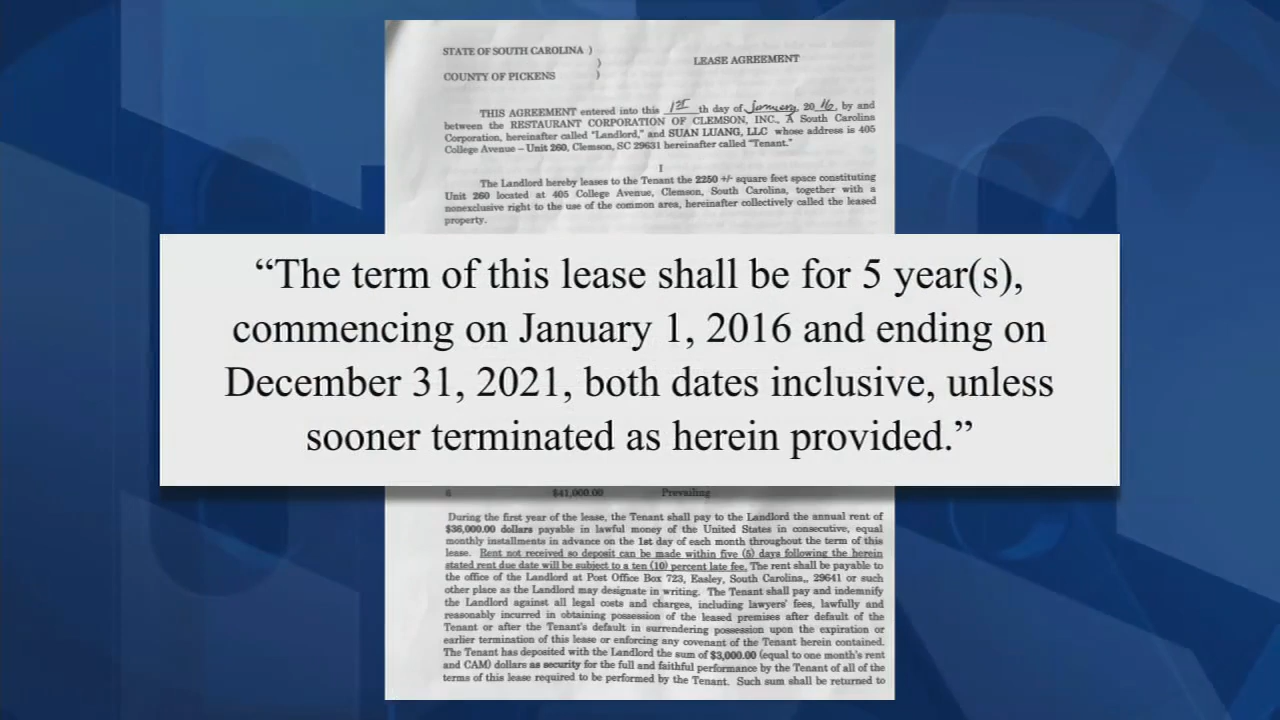 STATE OF SOUTH CAROLINA )
)
LEASE AGREEMENT
COUNTY OF PICKENS )
THIS AGREEMENT entered into this 1st th day of January, 2016, by and
between the RESTAURANT CORPORATION OF CLEMSON, INC., A South Carolina
Corporation, hereinafter called "Landlord," and SUAN LUANG, LLC whose address is 405
College Avenue – Unit 260, Clemson, SC 29631 hereinafter called "Tenant."
I
The Landlord hereby leases to the Tenant the 2250 +/- square feet space constituting
Unit 260 located at 405 College Avenue, Clemson, South Carolina, together with a
nonexclusive right to the use of the common area, hereinafter collectively called the leased
property.
“The term of this lease shall be for 5 year(s),
commencing on January 1, 2016 and ending on
December 31, 2021, both dates inclusive, unless
sooner terminated as herein provided.”
6 $41,000.00 Prevailing
During the first year of the lease, the Tenant shall pay to the Landlord the annual rent of
$36,000.00 dollars payable in lawful money of the United States in consecutive, equal
monthly installments in advance on the 1st day of each month throughout the term of this
lease. Rent not received so deposit can be made within five (5) days following the herein
stated rent due date will be subject to a ten (10) percent late fee. The rent shall be payable to
the office of the Landlord at Post Office Box 723, Easley, South Carolina,, 29641 or such
other place as the Landlord may designate in writing. The Tenant shall pay and indemnify
the Landlord against all legal costs and charges, including lawyers' fees, lawfully and
reasonably incurred in obtaining possession of the leased premises after default of the
Tenant or after the Tenant's default in surrendering possession upon the expiration or
earlier termination of this lease or enforcing any covenant of the Tenant herein contained.
The Tenant has deposited with the Landlord the sum of $3,000.00 (equal to one month's rent
and CAM) dollars as security for the full and faithful performance by the Tenant of all of the
terms of this lease required to be performed by the Tenant. Such sum shall be returned to